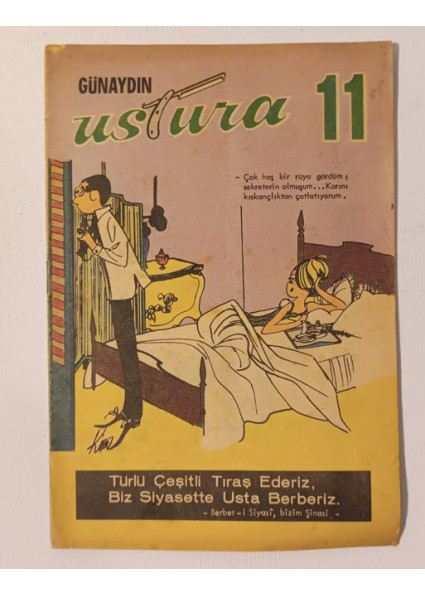 GÜNAYDIN
ustura 11
- Çok hoş bir rüya gördüm ;
sekreterin olmuşum... Karını
kıskançlıktan çatlatıyorum.
Türlü Çeşitli Tıraş Ederiz,
Biz Siyasette Usta Berberiz.
- Berber-i Siyasî, bizim Şinasi -